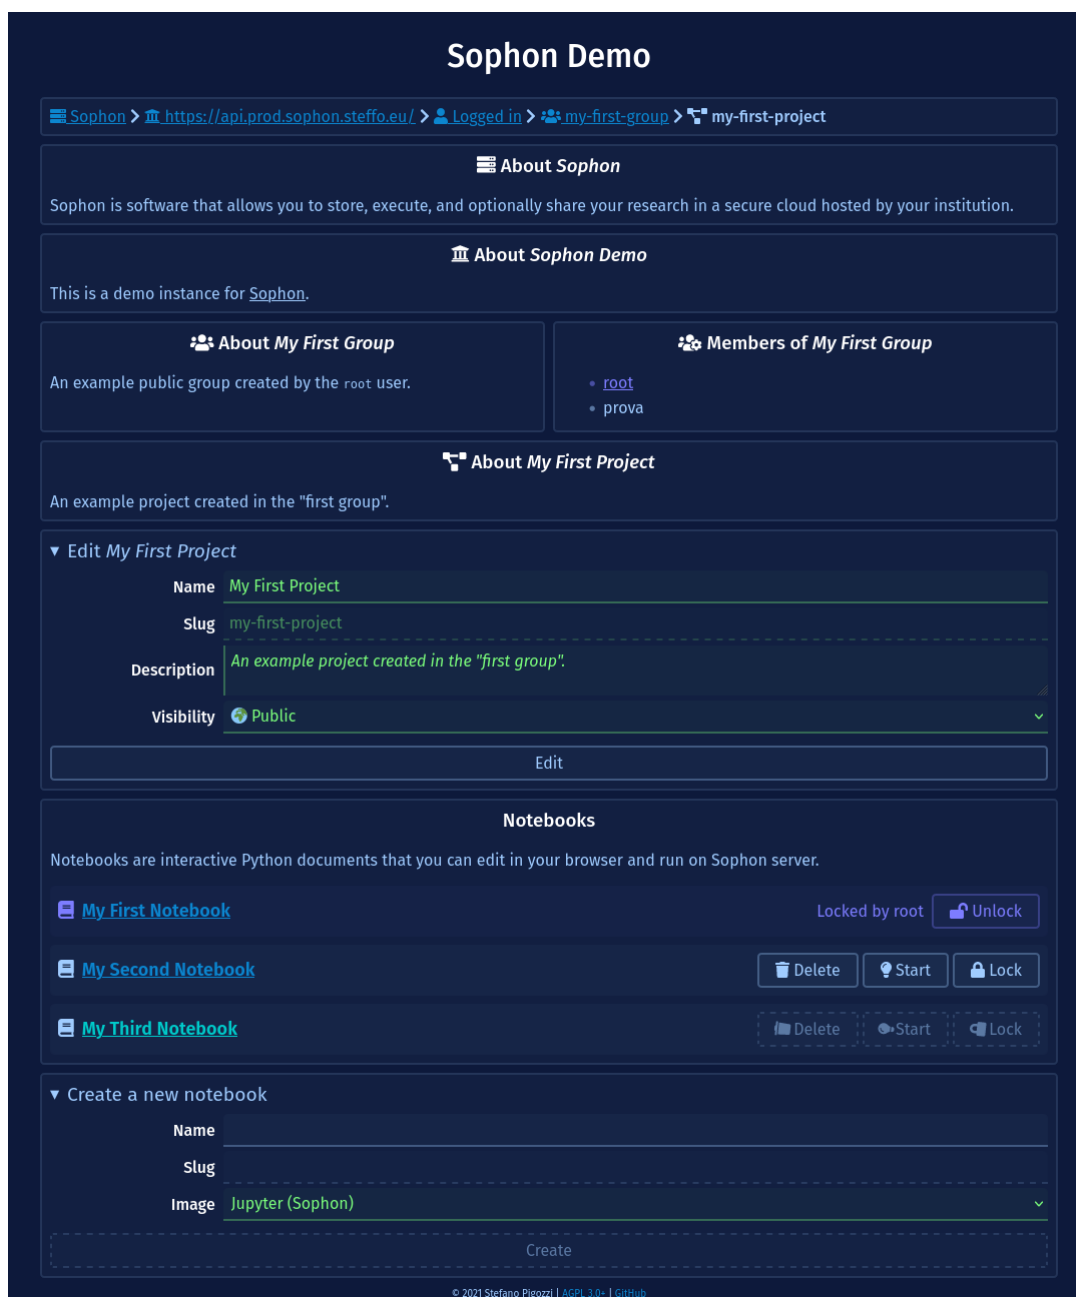 Sophon Demo
Sophon https://api.prod.sophon.steffo.eu/ Logged in my-first-group my-first-project
About Sophon
Sophon is software that allows you to store, execute, and optionally share your research in a secure cloud hosted by your institution.
About Sophon Demo
This is a demo instance for Sophon.
About My First Group
An example public group created by the root user.
Members of My First Group
• root
• prova
About My First Project
An example project created in the "first group".
▾ Edit My First Project
Name My First Project
Slug my-first-project
Description An example project created in the "first group".
Visibility Public
Edit
Notebooks
Notebooks are interactive Python documents that you can edit in your browser and run on Sophon server.
My First Notebook Locked by root Unlock
My Second Notebook Delete Start Lock
My Third Notebook Delete Start Lock
▾ Create a new notebook
Name
Slug
Image Jupyter (Sophon)
Create
© 2021 Stefano Pigozzi | AGPL 3.0+ | GitHub